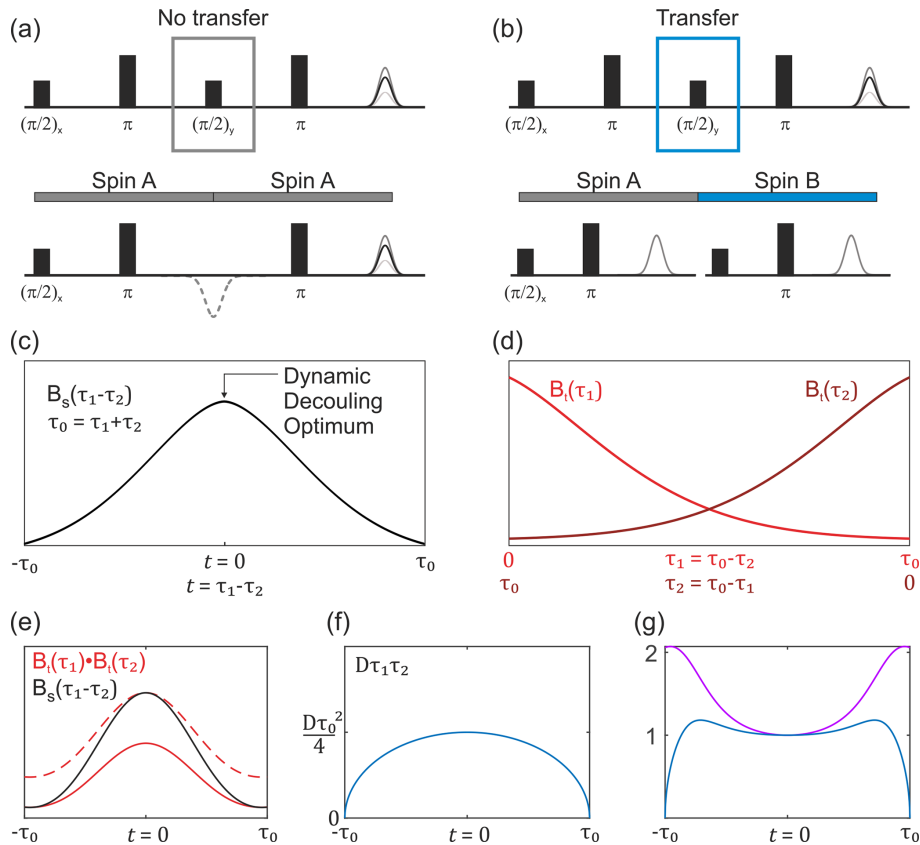 (a)
No transfer
(π/2)ₓ π (π/2)ᵧ π
Spin A Spin A
(π/2)ₓ π π
(b)
Transfer
(π/2)ₓ π (π/2)ᵧ π
Spin A Spin B
(π/2)ₓ π π
(c)
Bₛ(τ₁-τ₂)
τ₀ = τ₁+τ₂
Dynamic
Decouling
Optimum
-τ₀ t = 0 τ₀
t = τ₁-τ₂
(d)
Bₜ(τ₁) Bₜ(τ₂)
0 τ₁ = τ₀-τ₂ τ₀
τ₀ τ₂ = τ₀-τ₁ 0
(e)
Bₜ(τ₁)•Bₜ(τ₂)
Bₛ(τ₁-τ₂)
-τ₀ t = 0 τ₀
(f)
Dτ₁τ₂
Dτ₀²
4
0
-τ₀ t = 0 τ₀
(g)
2
1
-τ₀ t = 0 τ₀